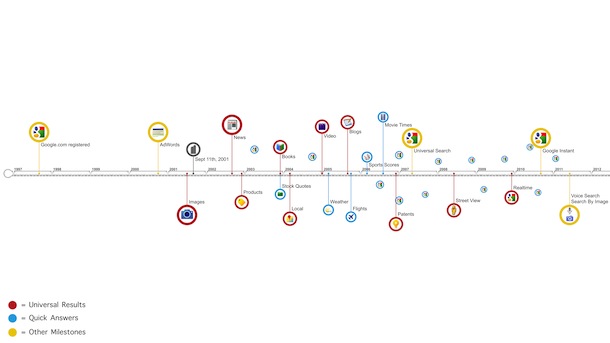 Movie Times
Blogs
Video
News
Google.com registered
AdWords
Universal Search
Google Instant
Books
Sept 11th, 2001
Sports Scores
1997
1998
1999
2000
2001
2002
2003
2004
2005
2006
2007
2008
2009
2010
2011
2012
Stock Quotes
Products
Realtime
Images
Local
Weather
Flights
Patents
Street View
Voice Search
Search By Image
= Universal Results
= Quick Answers
= Other Milestones